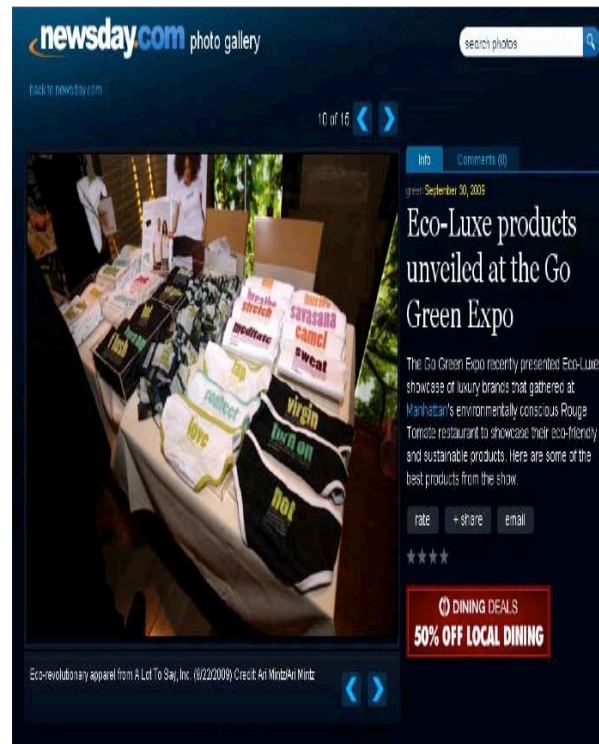 newsday.com photo gallery
search photos
back to newsday.com
10 of 15
Info Comments (0)
green September 30, 2009
Eco-Luxe products
unveiled at the Go
Green Expo
The Go Green Expo recently presented Eco-Luxe
showcase of luxury brands that gathered at
Manhattan's environmentally conscious Rouge
Tomate restaurant to showcase their eco-friendly
and sustainable products. Here are some of the
best products from the show.
rate + share email
DINING DEALS
50% OFF LOCAL DINING
breathe
stretch
meditate
savasana
camel
sweat
flush
tap
love
virgin
turn on
hot
Eco-revolutionary apparel from A Lot To Say, Inc. (9/22/2009) Credit: Ari Mintz/Ari Mintz